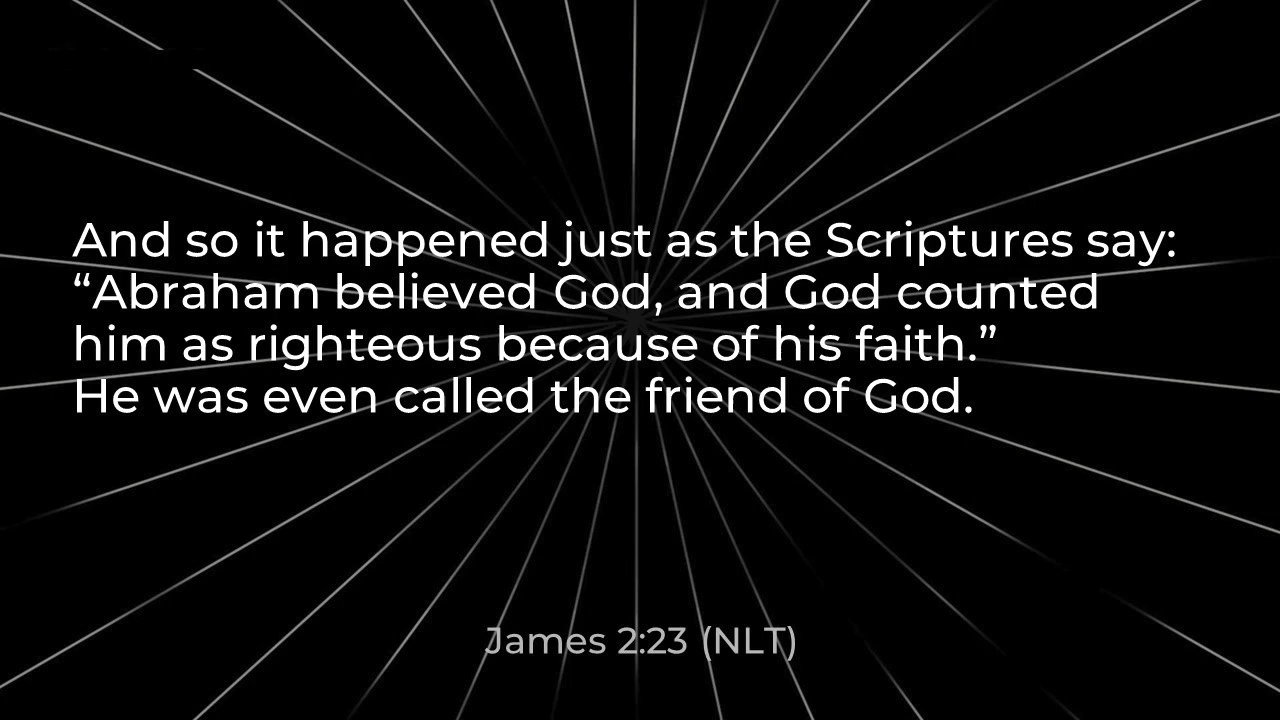 And so it happened just as the Scriptures say:
“Abraham believed God, and God counted
him as righteous because of his faith.”
He was even called the friend of God.
James 2:23 (NLT)